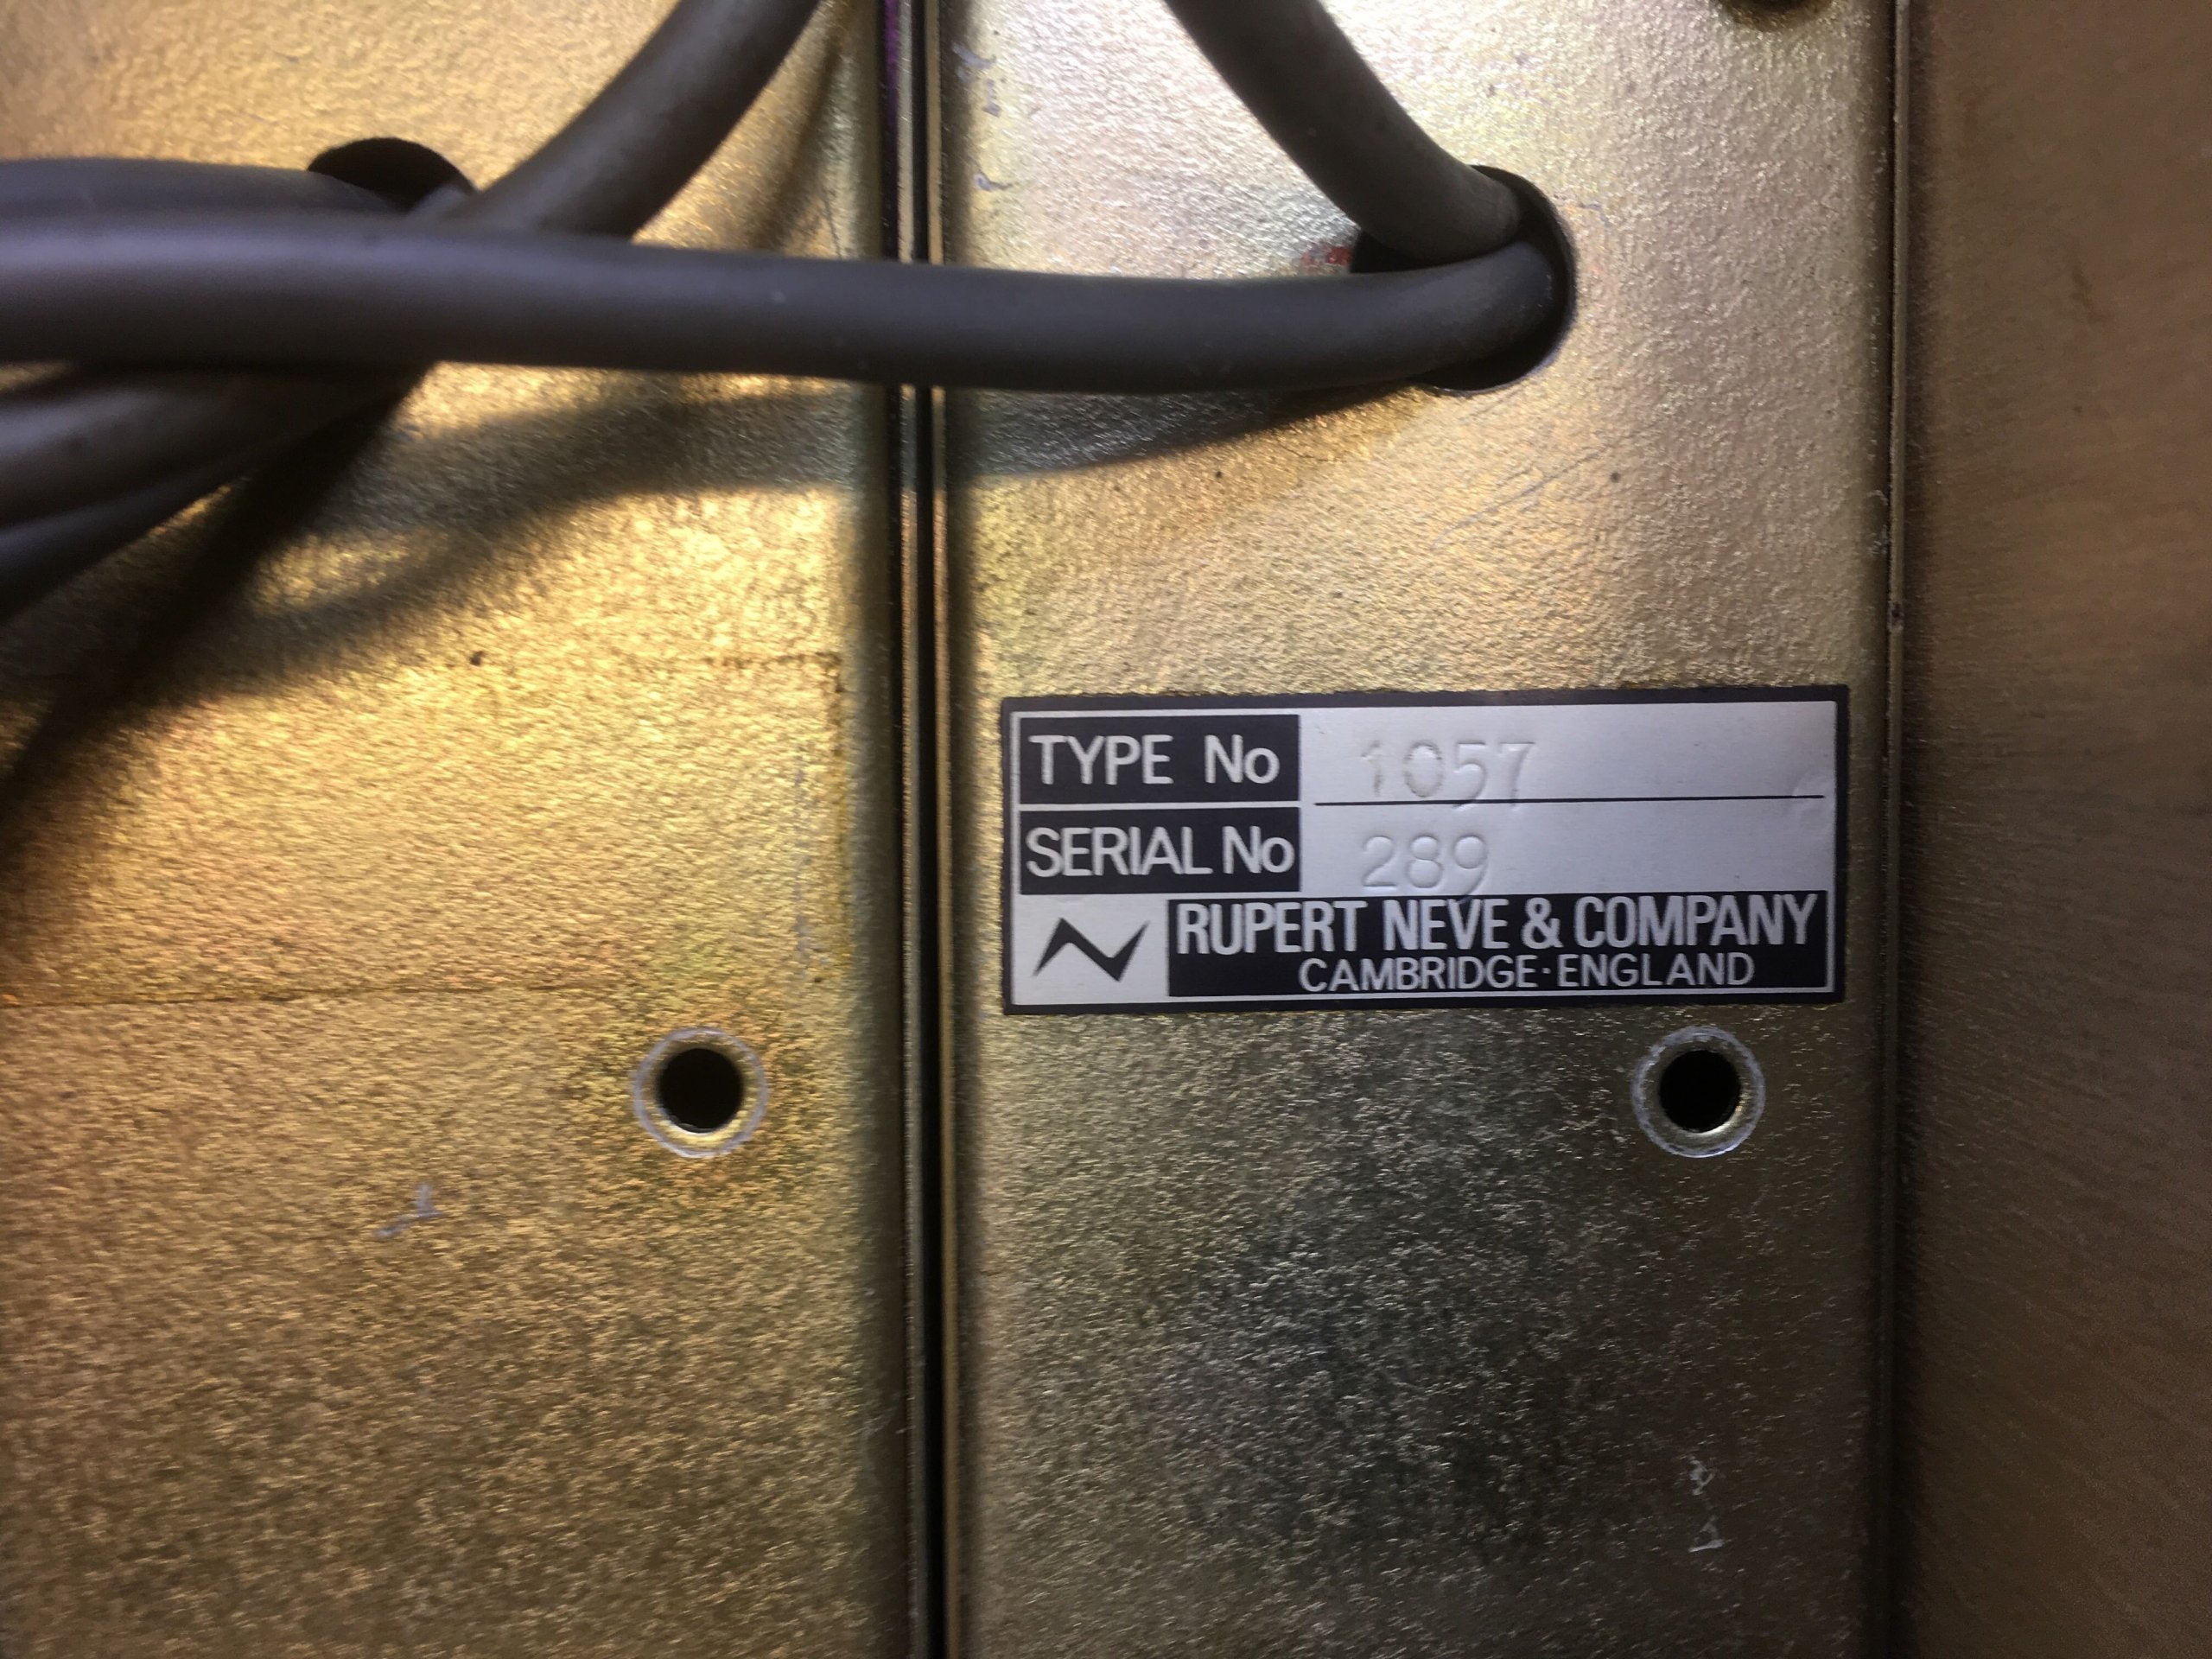 TYPE No 1057
SERIAL No 289
RUPERT NEVE & COMPANY
CAMBRIDGE·ENGLAND